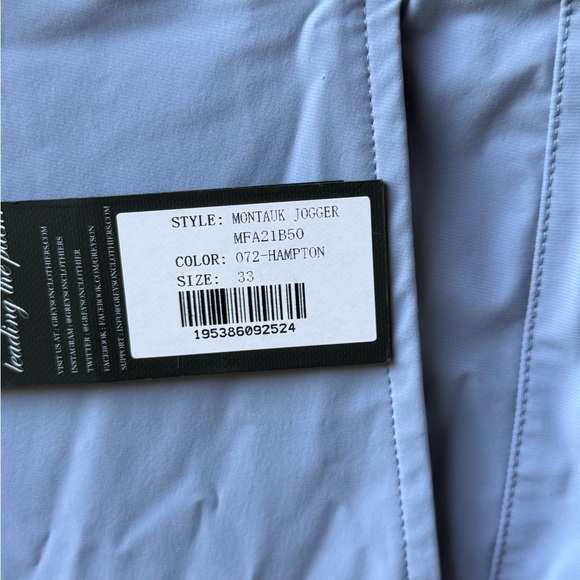 STYLE: MONTAUK JOGGER
MFA21B50
COLOR: 072-HAMPTON
SIZE: 33
195386092524
leading the pack
VISIT US AT : GREYSONCLOTHIERS.COM
INSTAGRAM : @GREYSONCLOTHIERS
TWITTER : @GREYSONCLOTHIER
FACEBOOK : FACEBOOK.COM/GREYSON
SUPPORT : INFO@GREYSONCLOTHIERS.COM